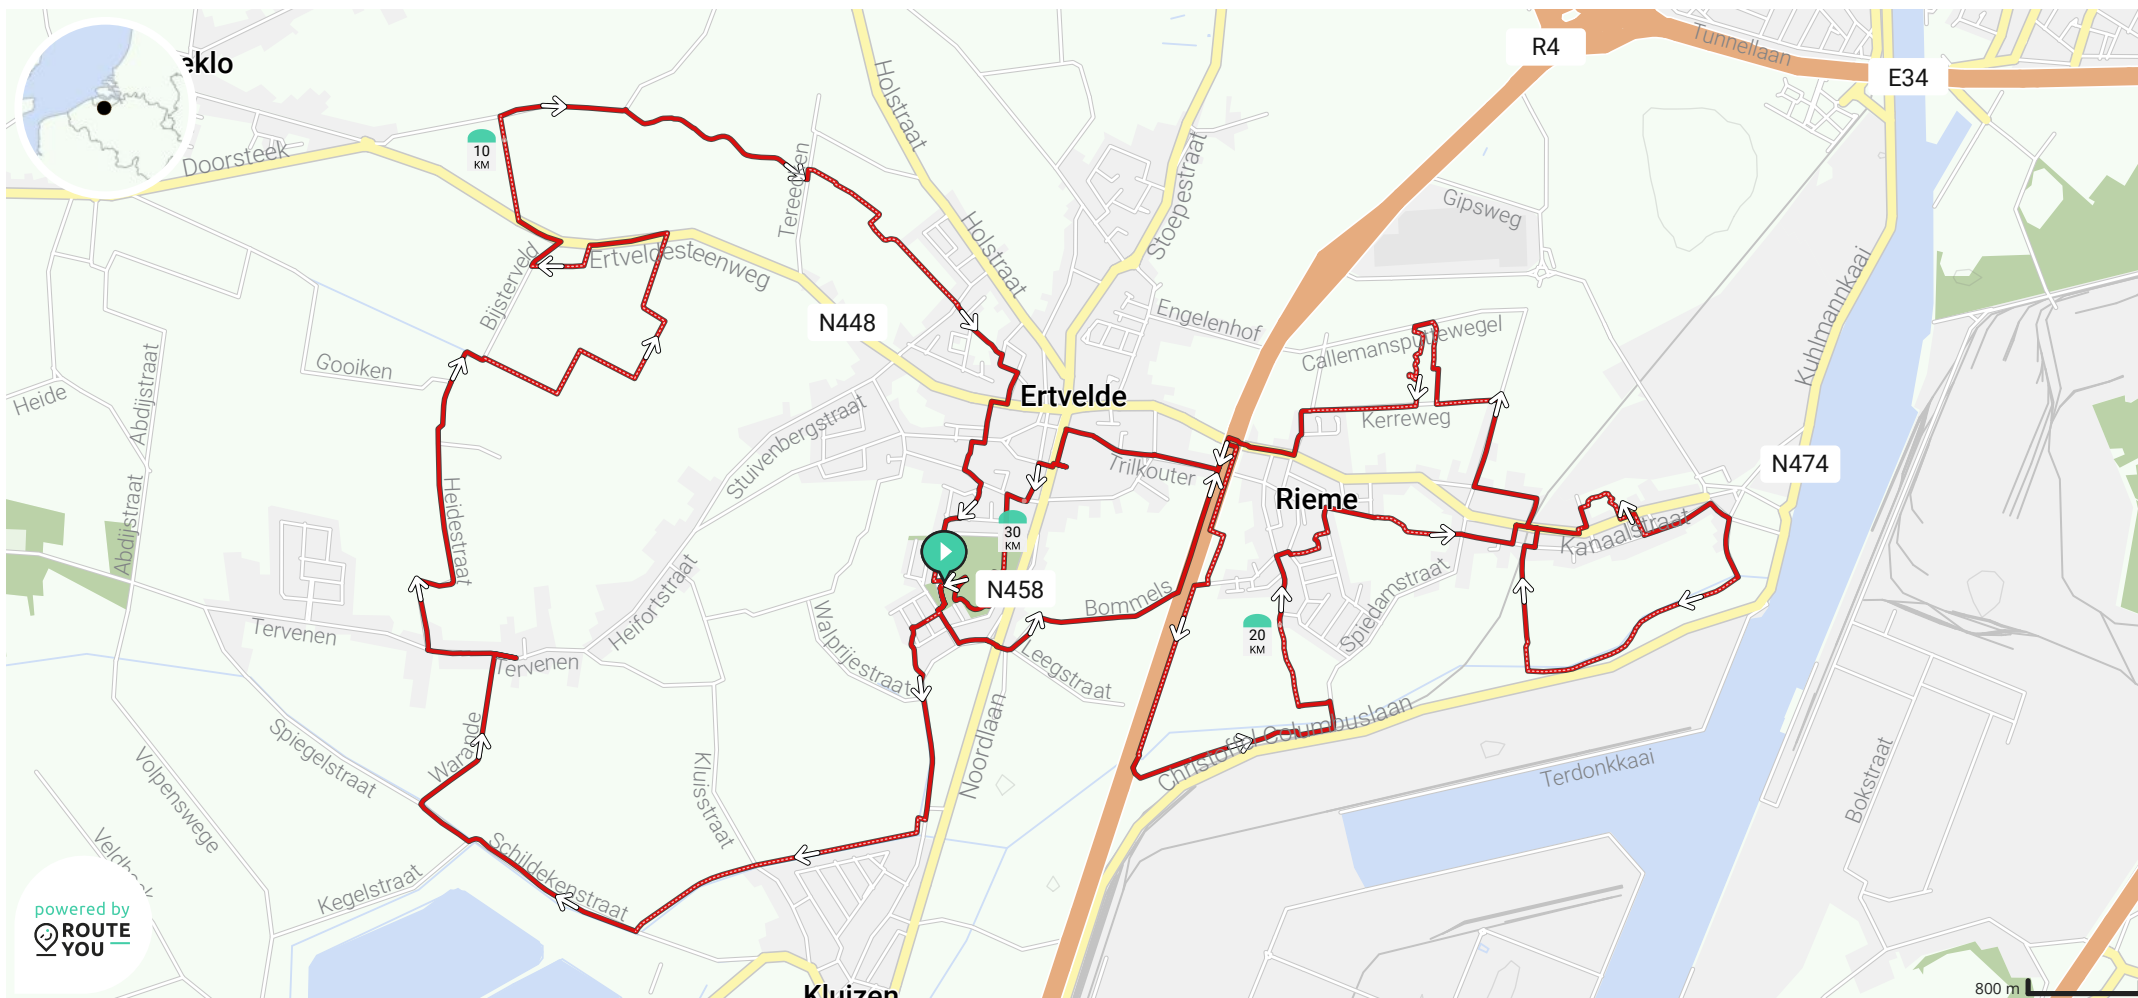 eklo
R4
Tunnellaan
E34
Doorsteek
10
KM
Holstraat
Tereeden
Stoepestraat
Gipsweg
Holstraat
Bijsterveld
Ertveldesteenweg
Kuhlmannkaai
N448
Engelenhof
Callemansputtewegel
Gooiken
Heide
Abdijstraat
Ertvelde
Kerreweg
Stuivenbergstraat
Trilkouter
N474
Rieme
Abdijstraat
Heidestraat
30
KM
Kanaalstraat
N458
Bommels
Spiedamstraat
Heifortstraat
Walprijestraat
20
KM
Tervenen
Tervenen
Leegstraat
Christoffel Columbuslaan
Noordlaan
Warande
Spiegelstraat
Volpenswege
Kluisstraat
Terdonkkaai
Bokstraat
Schildekenstraat
Kegelstraat
powered by
ROUTE
YOU
Kluizen
800 m